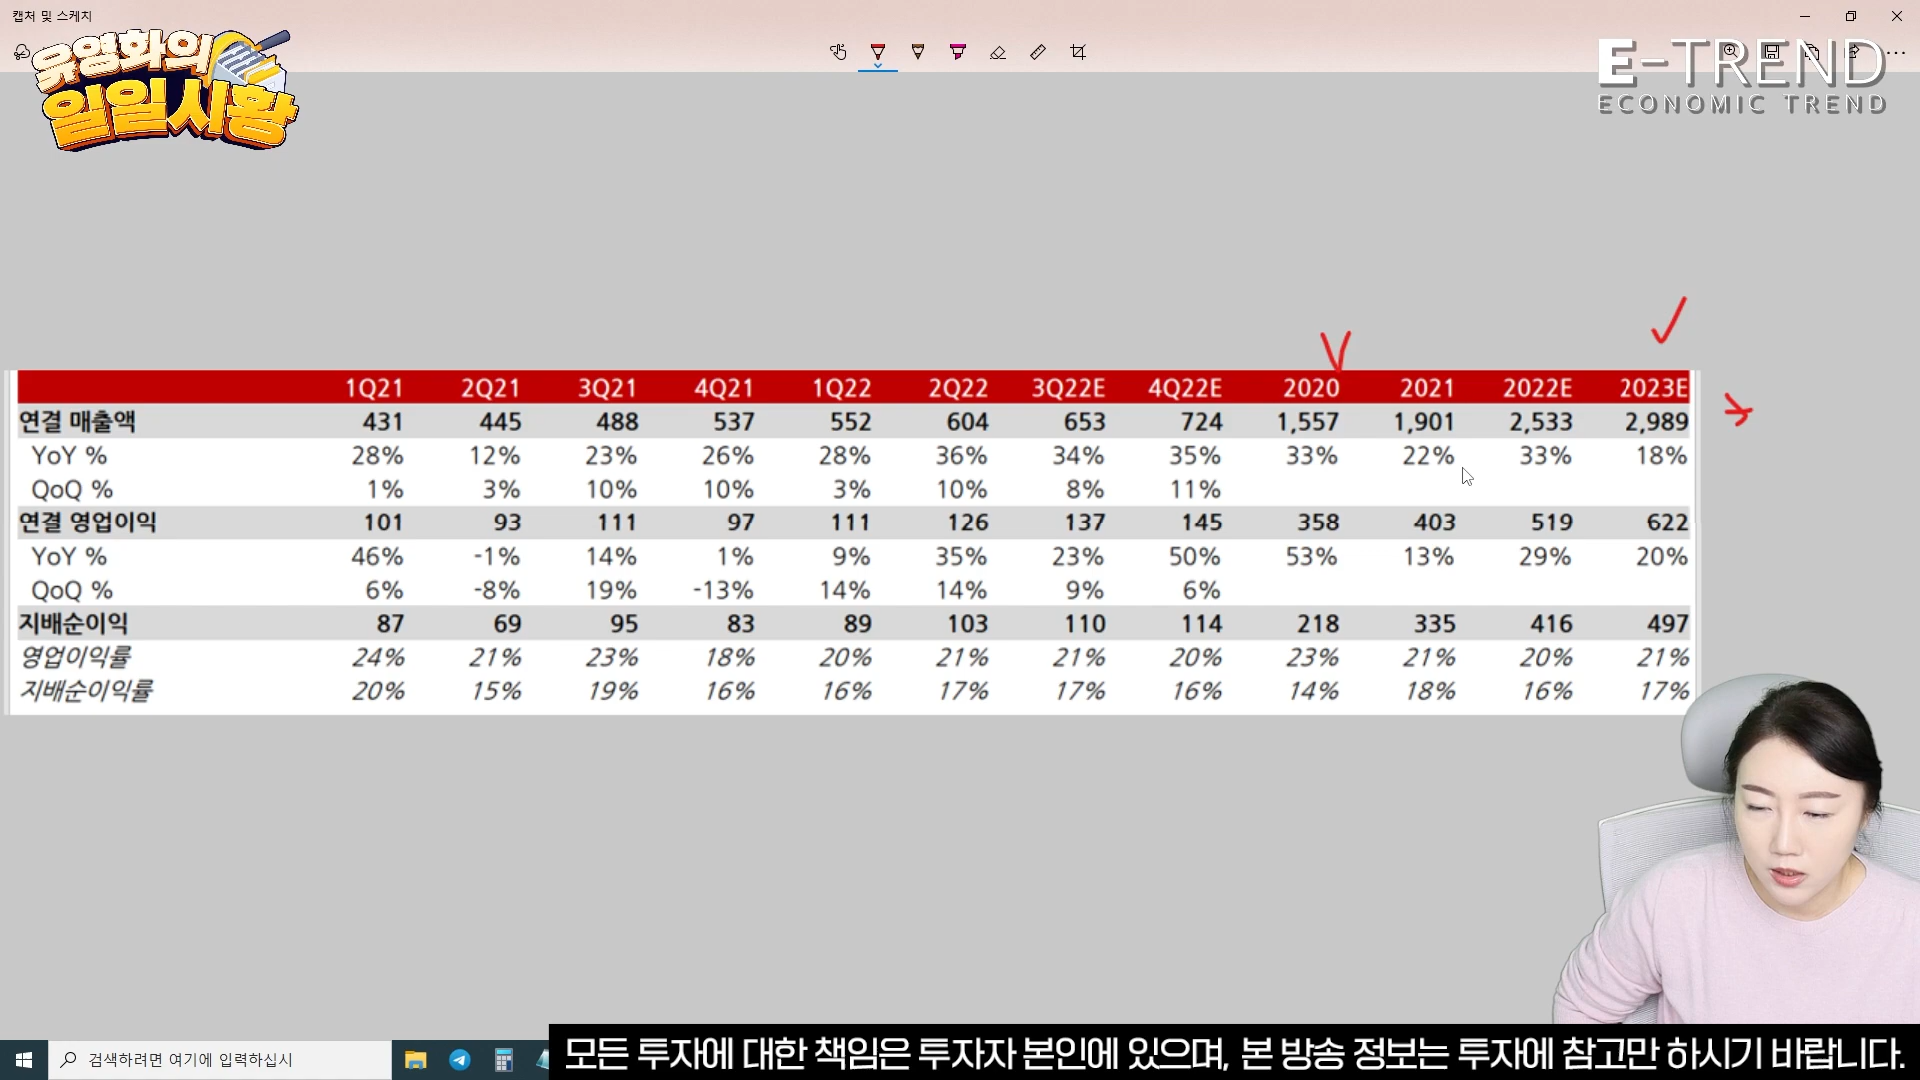 캡처 및 스케치
유영화의
일일시황
E-TREND
ECONOMIC TREND
1Q21 2Q21 3Q21 4Q21 1Q22 2Q22 3Q22E 4Q22E 2020 2021 2022E 2023E
연결 매출액 431 445 488 537 552 604 653 724 1,557 1,901 2,533 2,989
YoY % 28% 12% 23% 26% 28% 36% 34% 35% 33% 22% 33% 18%
QoQ % 1% 3% 10% 10% 3% 10% 8% 11%
연결 영업이익 101 93 111 97 111 126 137 145 358 403 519 622
YoY % 46% -1% 14% 1% 9% 35% 23% 50% 53% 13% 29% 20%
QoQ % 6% -8% 19% -13% 14% 14% 9% 6%
지배순이익 87 69 95 83 89 103 110 114 218 335 416 497
영업이익률 24% 21% 23% 18% 20% 21% 21% 20% 23% 21% 20% 21%
지배순이익률 20% 15% 19% 16% 16% 17% 17% 16% 14% 18% 16% 17%
검색하려면 여기에 입력하십시
모든 투자에 대한 책임은 투자자 본인에 있으며, 본 방송 정보는 투자에 참고만 하시기 바랍니다.